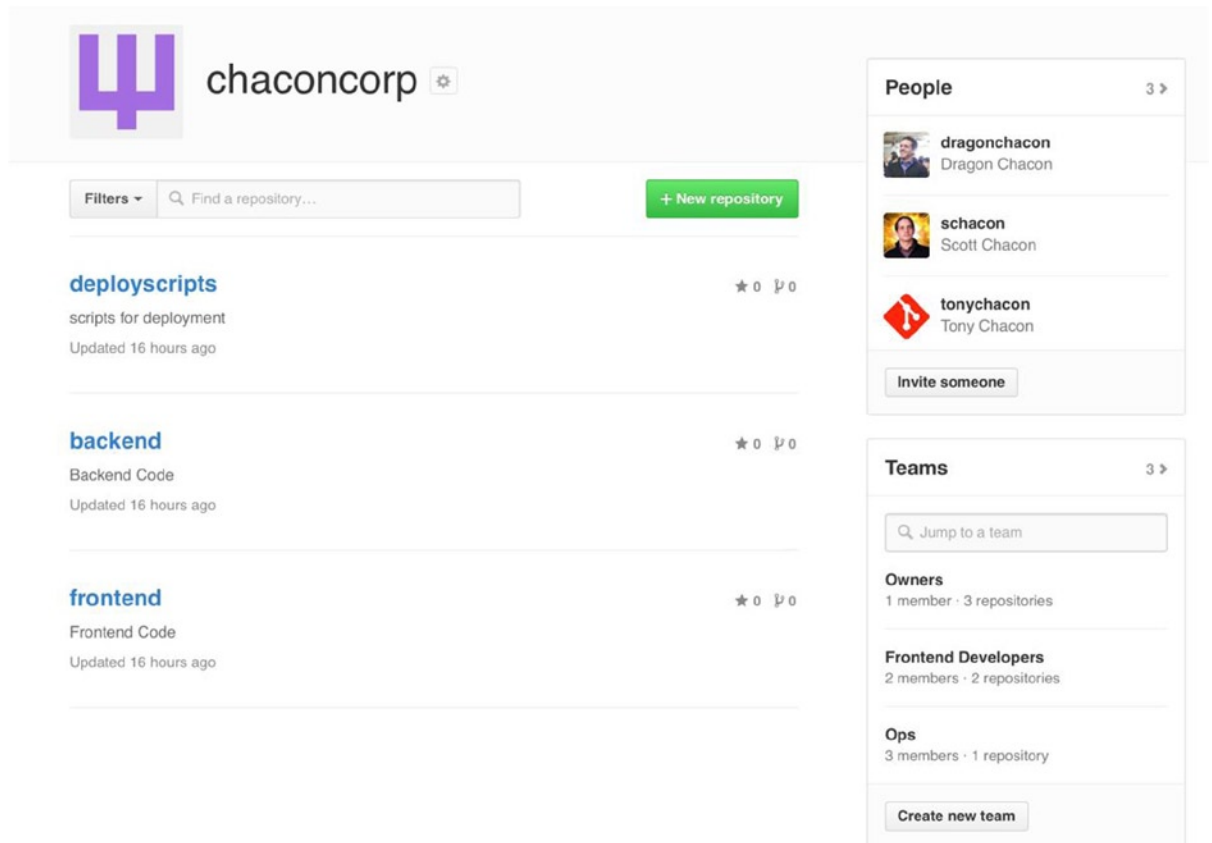 chaconcorp
Filters
Find a repository...
+ New repository
deployscripts
0 0
scripts for deployment
Updated 16 hours ago
backend
0 0
Backend Code
Updated 16 hours ago
frontend
0 0
Frontend Code
Updated 16 hours ago
People 3
dragonchacon
Dragon Chacon
schacon
Scott Chacon
tonychacon
Tony Chacon
Invite someone
Teams 3
Jump to a team
Owners
1 member · 3 repositories
Frontend Developers
2 members · 2 repositories
Ops
3 members · 1 repository
Create new team